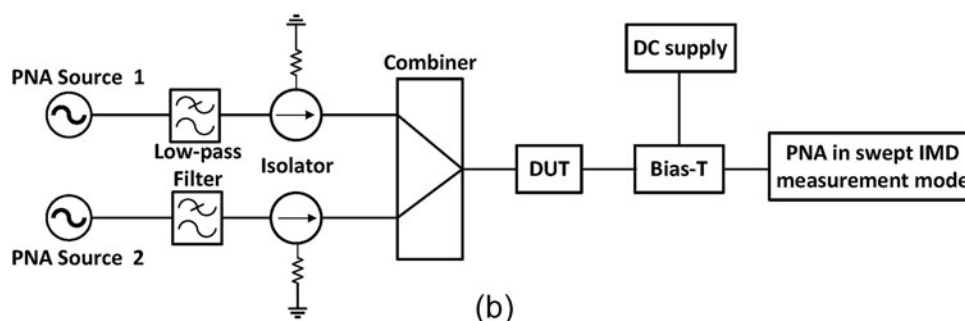 DC supply
Combiner
PNA Source 1
Low-pass
Filter
Isolator
DUT
Bias-T
PNA in swept IMD
measurement mode
PNA Source 2
(b)